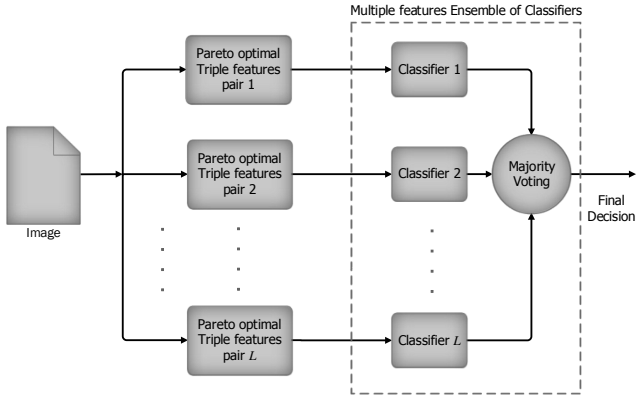 Multiple features Ensemble of Classifiers
Pareto optimal
Triple features
pair 1
Classifier 1
Pareto optimal
Triple features
pair 2
Classifier 2
Majority
Voting
Final
Decision
Image
Pareto optimal
Triple features
pair L
Classifier L